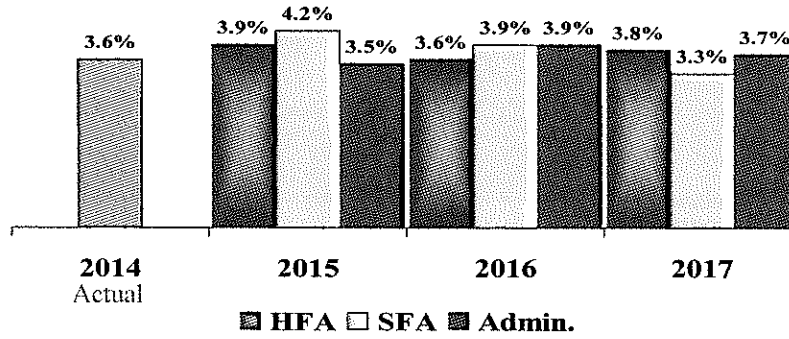 4.2%
3.6% 3.9% 3.5% 3.6% 3.9% 3.9% 3.8% 3.3% 3.7%
2014 2015 2016 2017
Actual
HFA SFA Admin.